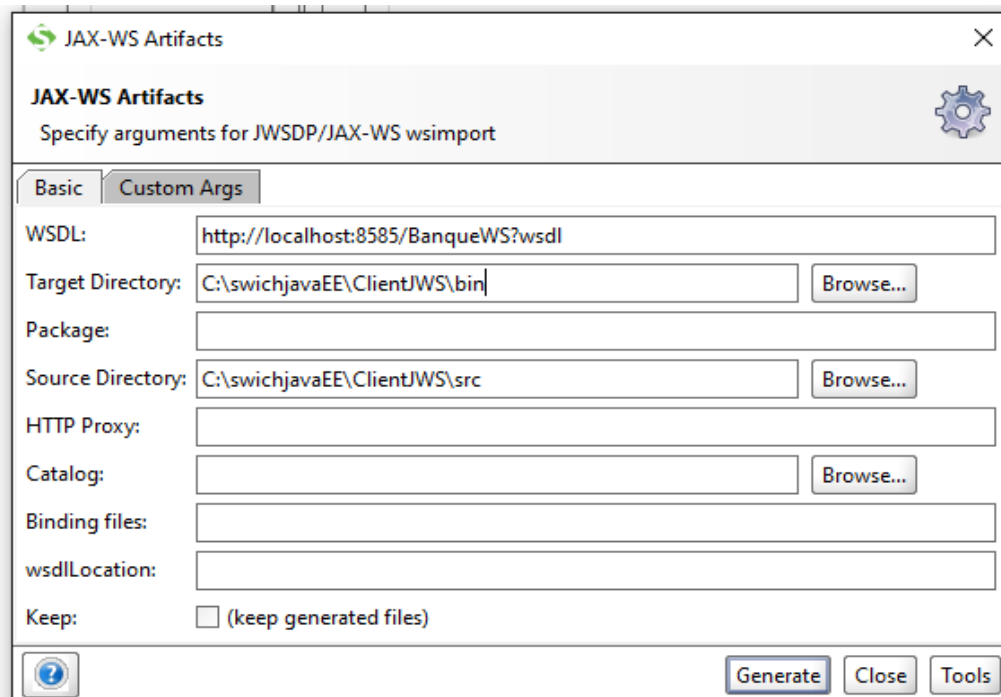 JAX-WS Artifacts
JAX-WS Artifacts
Specify arguments for JWSDP/JAX-WS wsimport
Basic Custom Args
WSDL: http://localhost:8585/BanqueWS?wsdl
Target Directory: C:\swichjavaEE\ClientJWS\bin Browse...
Package:
Source Directory: C:\swichjavaEE\ClientJWS\src Browse...
HTTP Proxy:
Catalog: Browse...
Binding files:
wsdlLocation:
Keep: (keep generated files)
Generate Close Tools